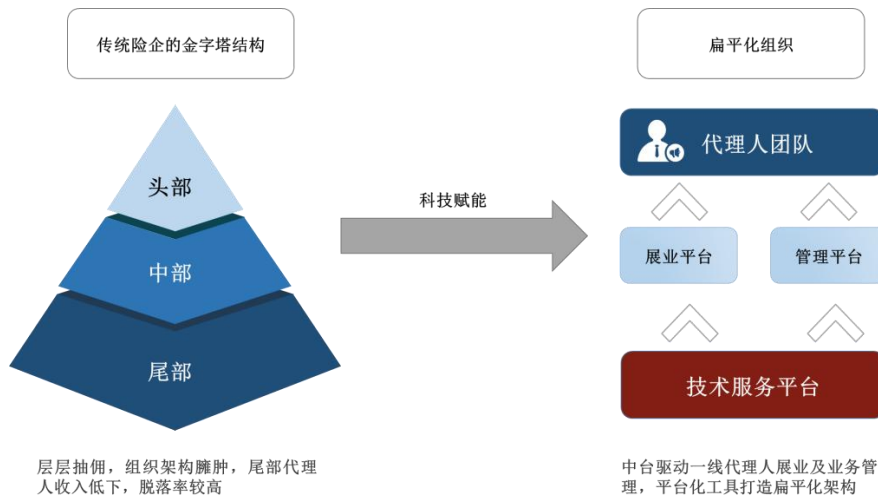 传统险企的金字塔结构
扁平化组织
头部
中部
尾部
科技赋能
代理人团队
展业平台
管理平台
技术服务平台
层层抽佣，组织架构臃肿，尾部代理
人收入低下，脱落率较高
中台驱动一线代理人展业及业务管
理，平台化工具打造扁平化架构